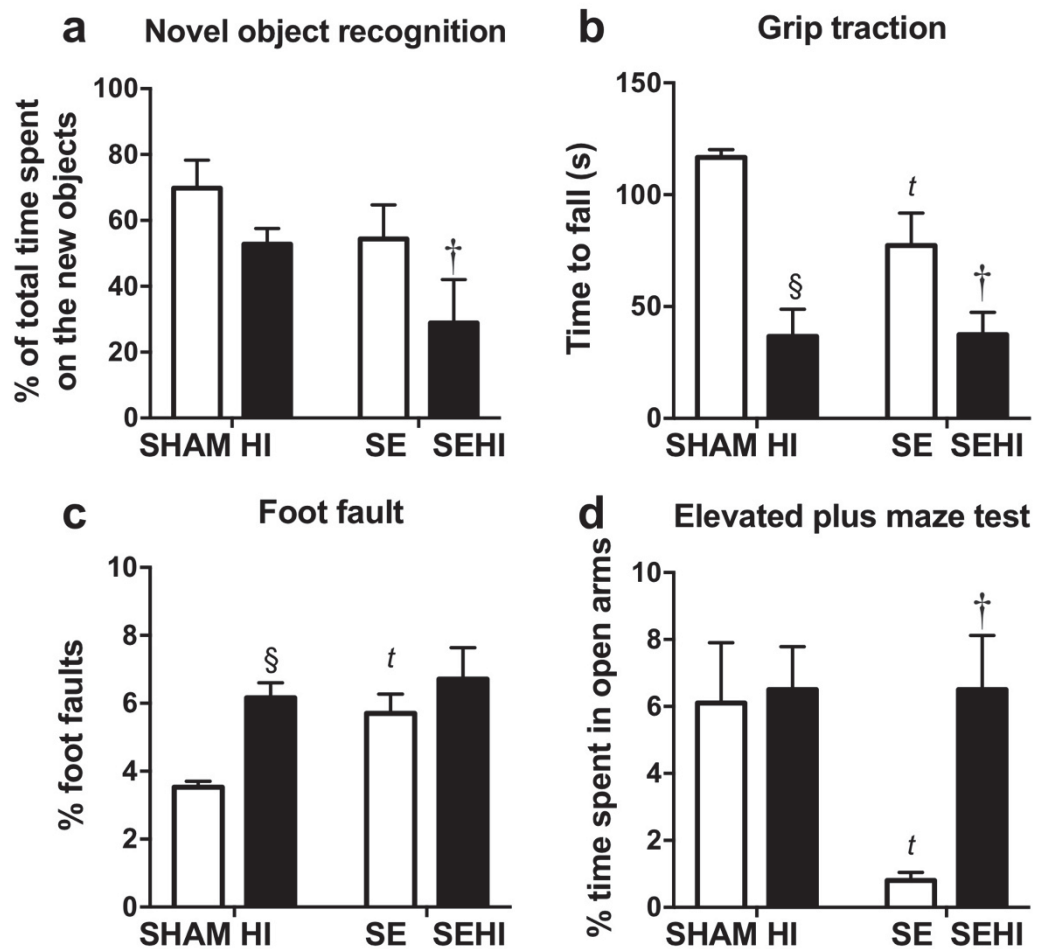 a Novel object recognition
% of total time spent
on the new objects
100
80
60
40
20
0
†
SHAM HI SE SEHI
b Grip traction
Time to fall (s)
150
100
50
0
§
t
†
SHAM HI SE SEHI
c Foot fault
% foot faults
10
8
6
4
2
0
§
t
SHAM HI SE SEHI
d Elevated plus maze test
% time spent in open arms
10
8
6
4
2
0
t
†
SHAM HI SE SEHI